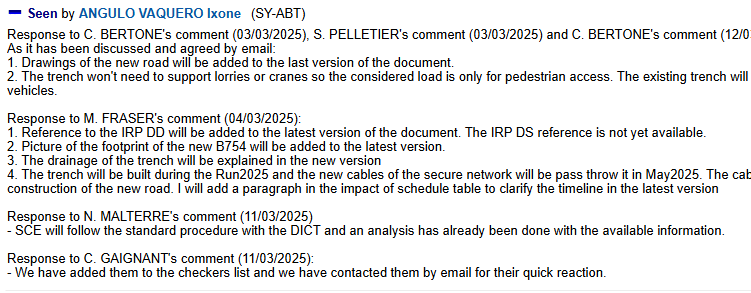 Seen by ANGULO VAQUERO Ixone (SY-ABT)
Response to C. BERTONE's comment (03/03/2025), S. PELLETIER's comment (03/03/2025) and C. BERTONE's comment (12/0
As it has been discussed and agreed by email:
1. Drawings of the new road will be added to the last version of the document.
2. The trench won't need to support lorries or cranes so the considered load is only for pedestrian access. The existing trench will
vehicles.
Response to M. FRASER's comment (04/03/2025):
1. Reference to the IRP DD will be added to the latest version of the document. The IRP DS reference is not yet available.
2. Picture of the footprint of the new B754 will be added to the latest version.
3. The drainage of the trench will be explained in the new version
4. The trench will be built during the Run2025 and the new cables of the secure network will be pass throw it in May2025. The cab
construction of the new road. I will add a paragraph in the impact of schedule table to clarify the timeline in the latest version
Response to N. MALTERRE's comment (11/03/2025)
- SCE will follow the standard procedure with the DICT and an analysis has already been done with the available information.
Response to C. GAIGNANT's comment (11/03/2025):
- We have added them to the checkers list and we have contacted them by email for their quick reaction.